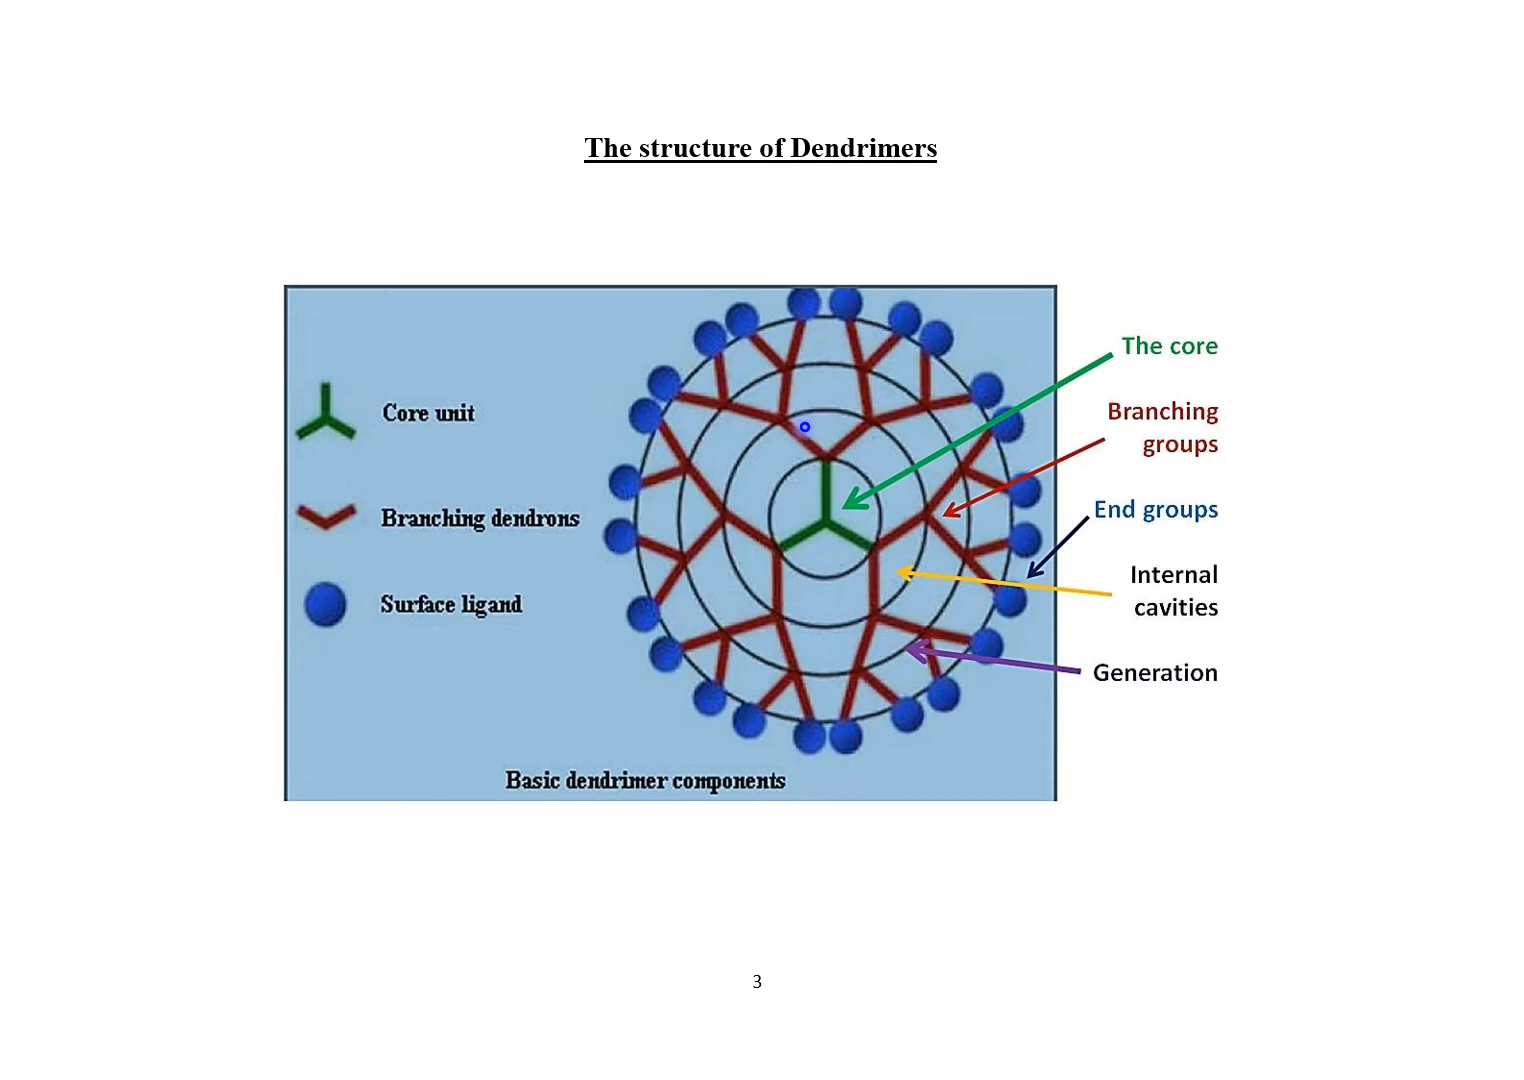 The structure of Dendrimers
Core unit
Branching dendrons
Surface ligand
Basic dendrimer components
The core
Branching
groups
End groups
Internal
cavities
Generation
3